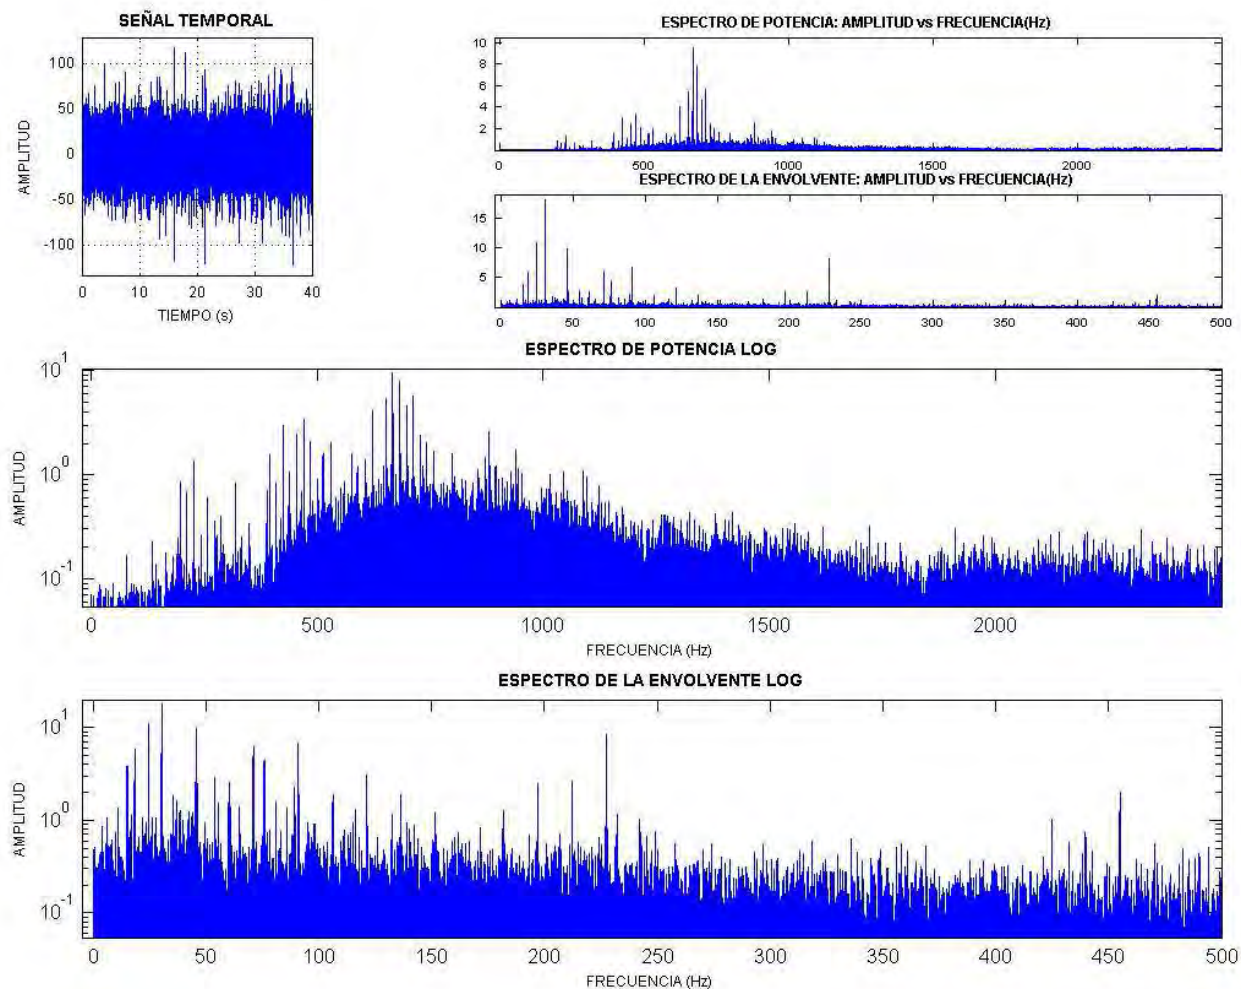 SEÑAL TEMPORAL
100
50
0
-50
-100
AMPLITUD
0 10 20 30 40
TIEMPO (s)
ESPECTRO DE POTENCIA: AMPLITUD vs FRECUENCIA(Hz)
10
8
6
4
2
0 500 1000 1500 2000
ESPECTRO DE LA ENVOLVENTE: AMPLITUD vs FRECUENCIA(Hz)
15
10
5
0 50 100 150 200 250 300 350 400 450 500
ESPECTRO DE POTENCIA LOG
10^1
10^0
10^-1
AMPLITUD
0 500 1000 1500 2000
FRECUENCIA (Hz)
ESPECTRO DE LA ENVOLVENTE LOG
10^1
10^0
10^-1
AMPLITUD
0 50 100 150 200 250 300 350 400 450 500
FRECUENCIA (Hz)